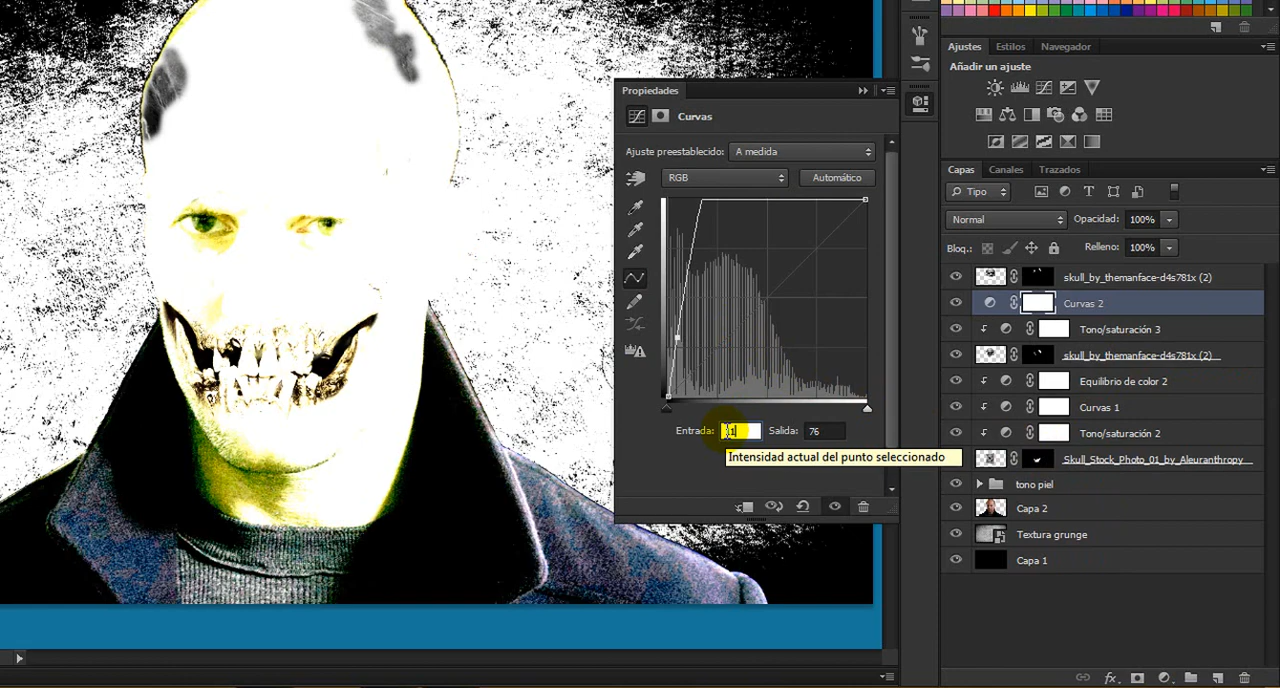 Ajustes Estilos Navegador
Propiedades
Añadir un ajuste
Curvas
Ajuste preestablecido: A medida
RGB Automático
Capas Canales Trazados
Tipo
Normal Opacidad: 100%
Bloq.: Relleno: 100%
skull_by_themanface-d4s781x (2)
Curvas 2
Tono/saturación 3
skull_by_themanface-d4s781x (2)
Equilibrio de color 2
Curvas 1
Entrada: 1 Salida: 76
Tono/saturación 2
Intensidad actual del punto seleccionado
Skull_Stock_Photo_01_by_Aleuranthropy
tono piel
Capa 2
Textura grunge
Capa 1
fx